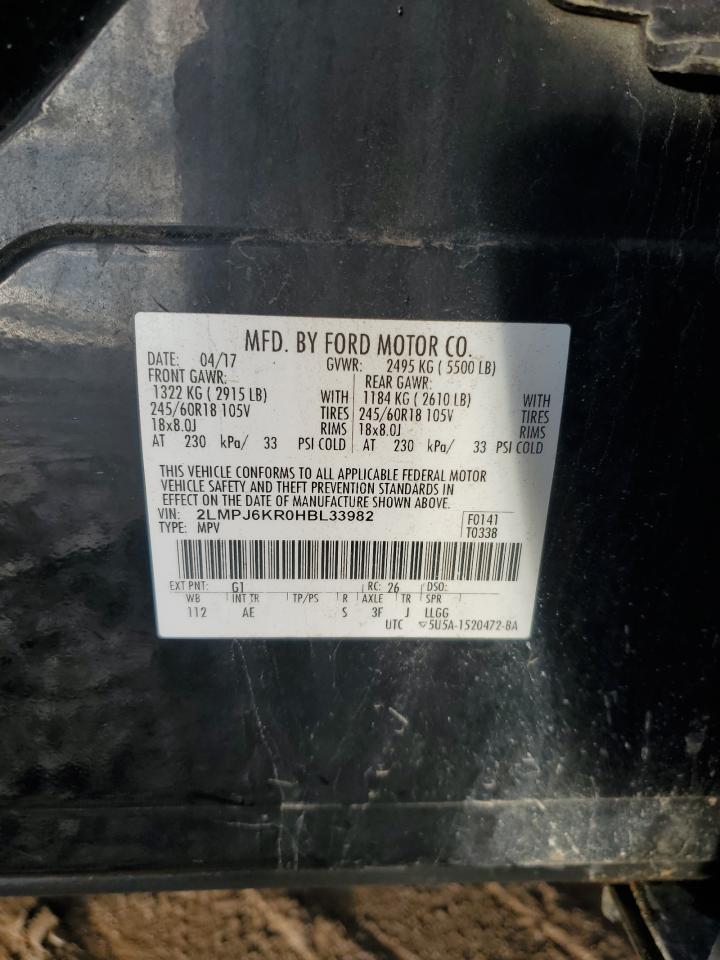 MFD. BY FORD MOTOR CO.
DATE: 04/17 GVWR: 2495 KG ( 5500 LB)
FRONT GAWR: REAR GAWR:
1322 KG ( 2915 LB) WITH 1184 KG ( 2610 LB) WITH
245/60R18 105V TIRES 245/60R18 105V TIRES
18x8.0J RIMS 18x8.0J RIMS
AT 230 kPa/ 33 PSI COLD AT 230 kPa/ 33 PSI COLD
THIS VEHICLE CONFORMS TO ALL APPLICABLE FEDERAL MOTOR
VEHICLE SAFETY AND THEFT PREVENTION STANDARDS IN
EFFECT ON THE DATE OF MANUFACTURE SHOWN ABOVE.
VIN: 2LMPJ6KR0HBL33982 F0141
TYPE: MPV T0338
EXT PNT: G1 RC: 26 DSO:
WB INT TR TP/PS R AXLE TR SPR
112 AE S 3F J LLGG
UTC 5U5A-1520472-BA